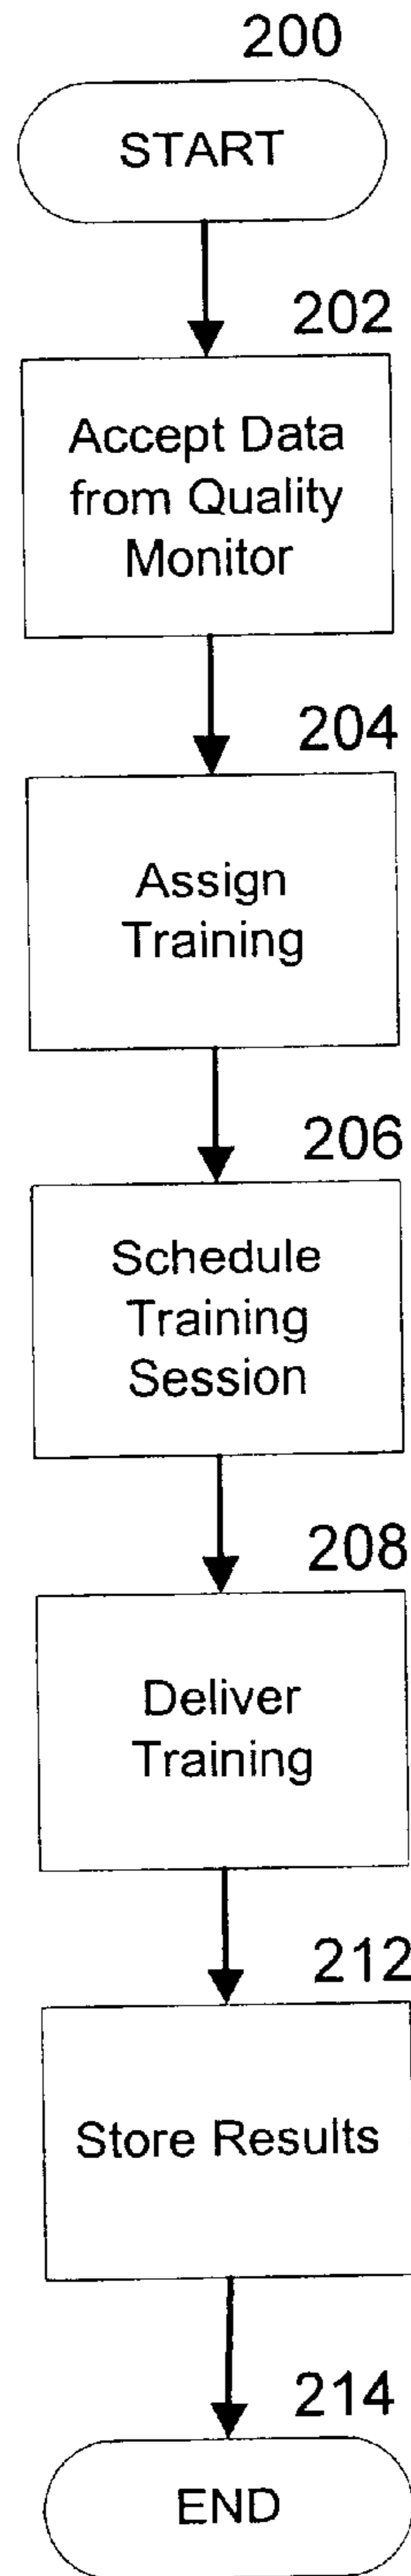 200
START
202
Accept Data
from Quality
Monitor
204
Assign
Training
206
Schedule
Training
Session
208
Deliver
Training
212
Store Results
214
END